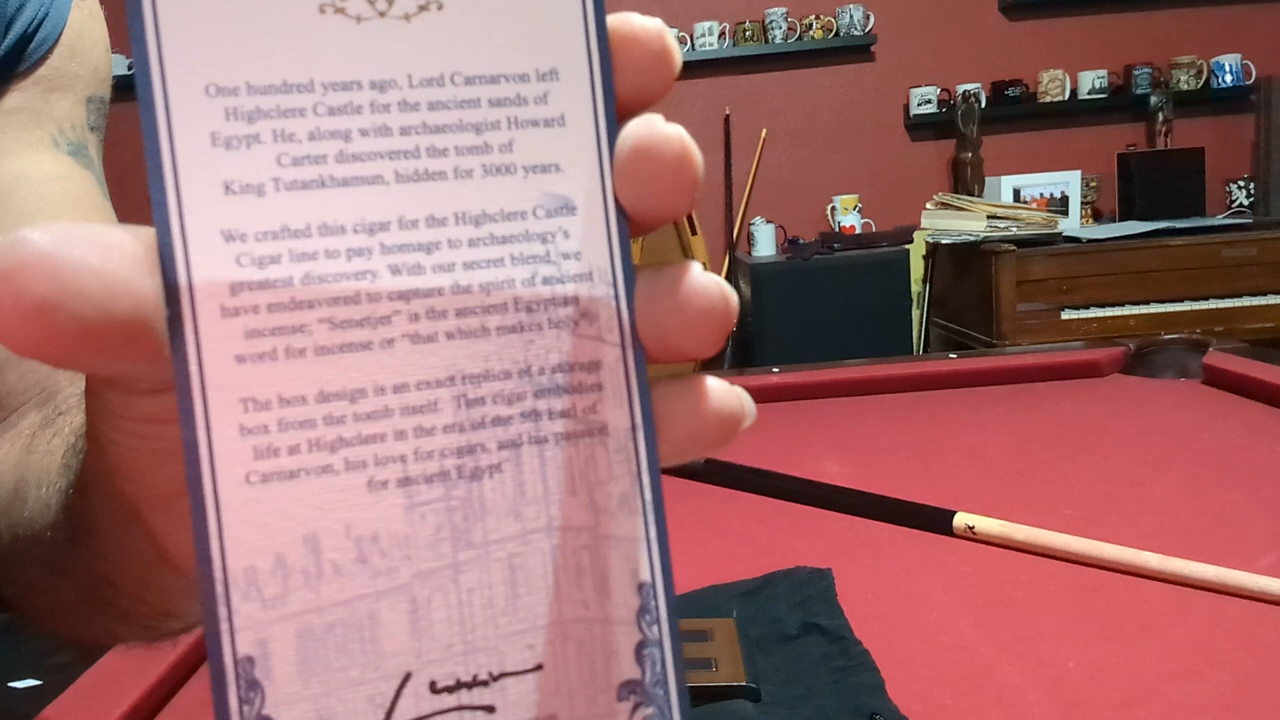 One hundred years ago, Lord Carnarvon left
Highclere Castle for the ancient sands of
Egypt. He, along with archaeologist Howard
Carter discovered the tomb of
King Tutankhamun, hidden for 3000 years.
We crafted this cigar for the Highclere Castle
Cigar line to pay homage to archaeology's
greatest discovery. With our secret blend, we
have endeavored to capture the spirit of ancient
incense; "Senetjer" is the ancient Egyptian
word for incense or "that which makes holy".
The box design is an exact replica of a storage
box from the tomb itself. This cigar embodies
life at Highclere in the era of the 5th Earl of
Carnarvon, his love for cigars, and his passion
for ancient Egypt.